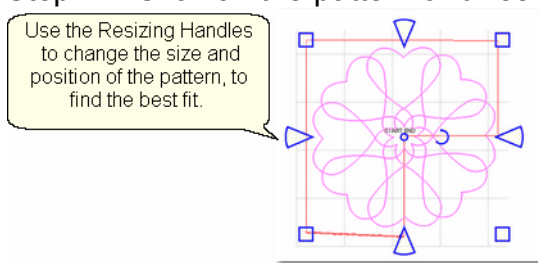 Use the Resizing Handles
to change the size and
position of the pattern, to
find the best fit.
START END